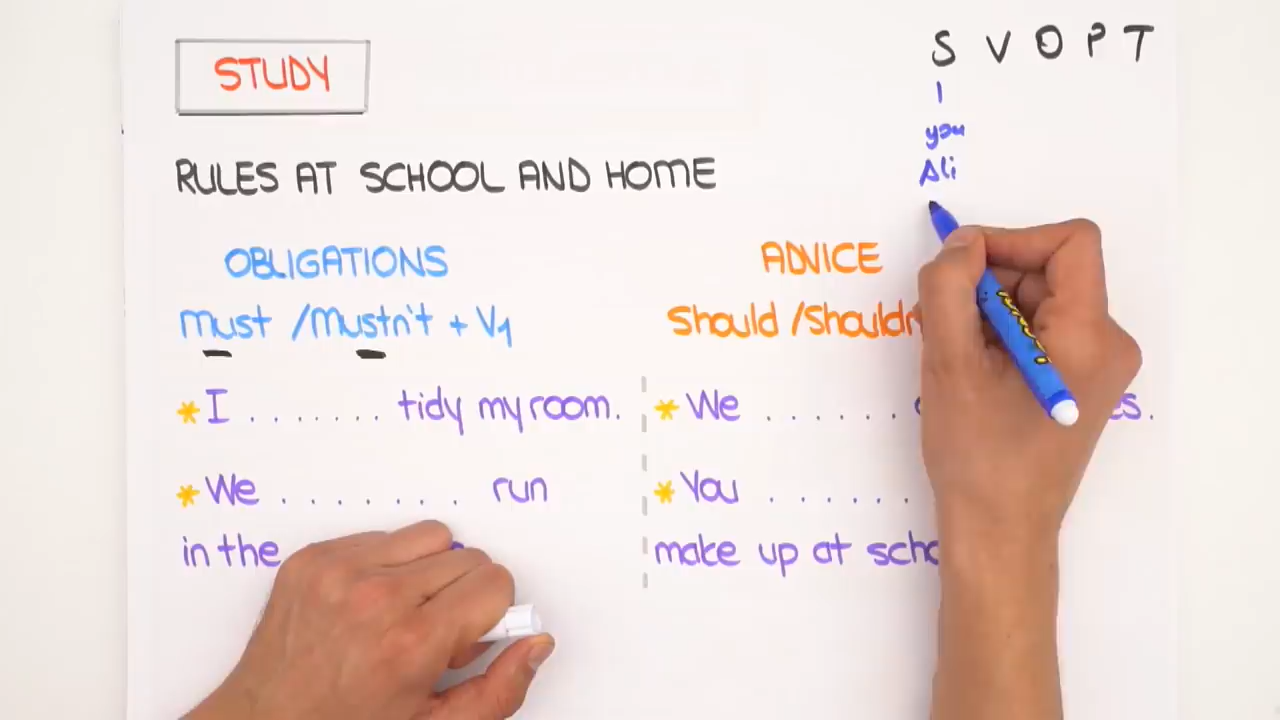 STUDY
S V O P T
I
you
Ali
RULES AT SCHOOL AND HOME
OBLIGATIONS
must / Mustn't + V1
* I ....... tidy my room.
* We ....... run
in the
ADVICE
Should /
* We ......
* You ......
make up at